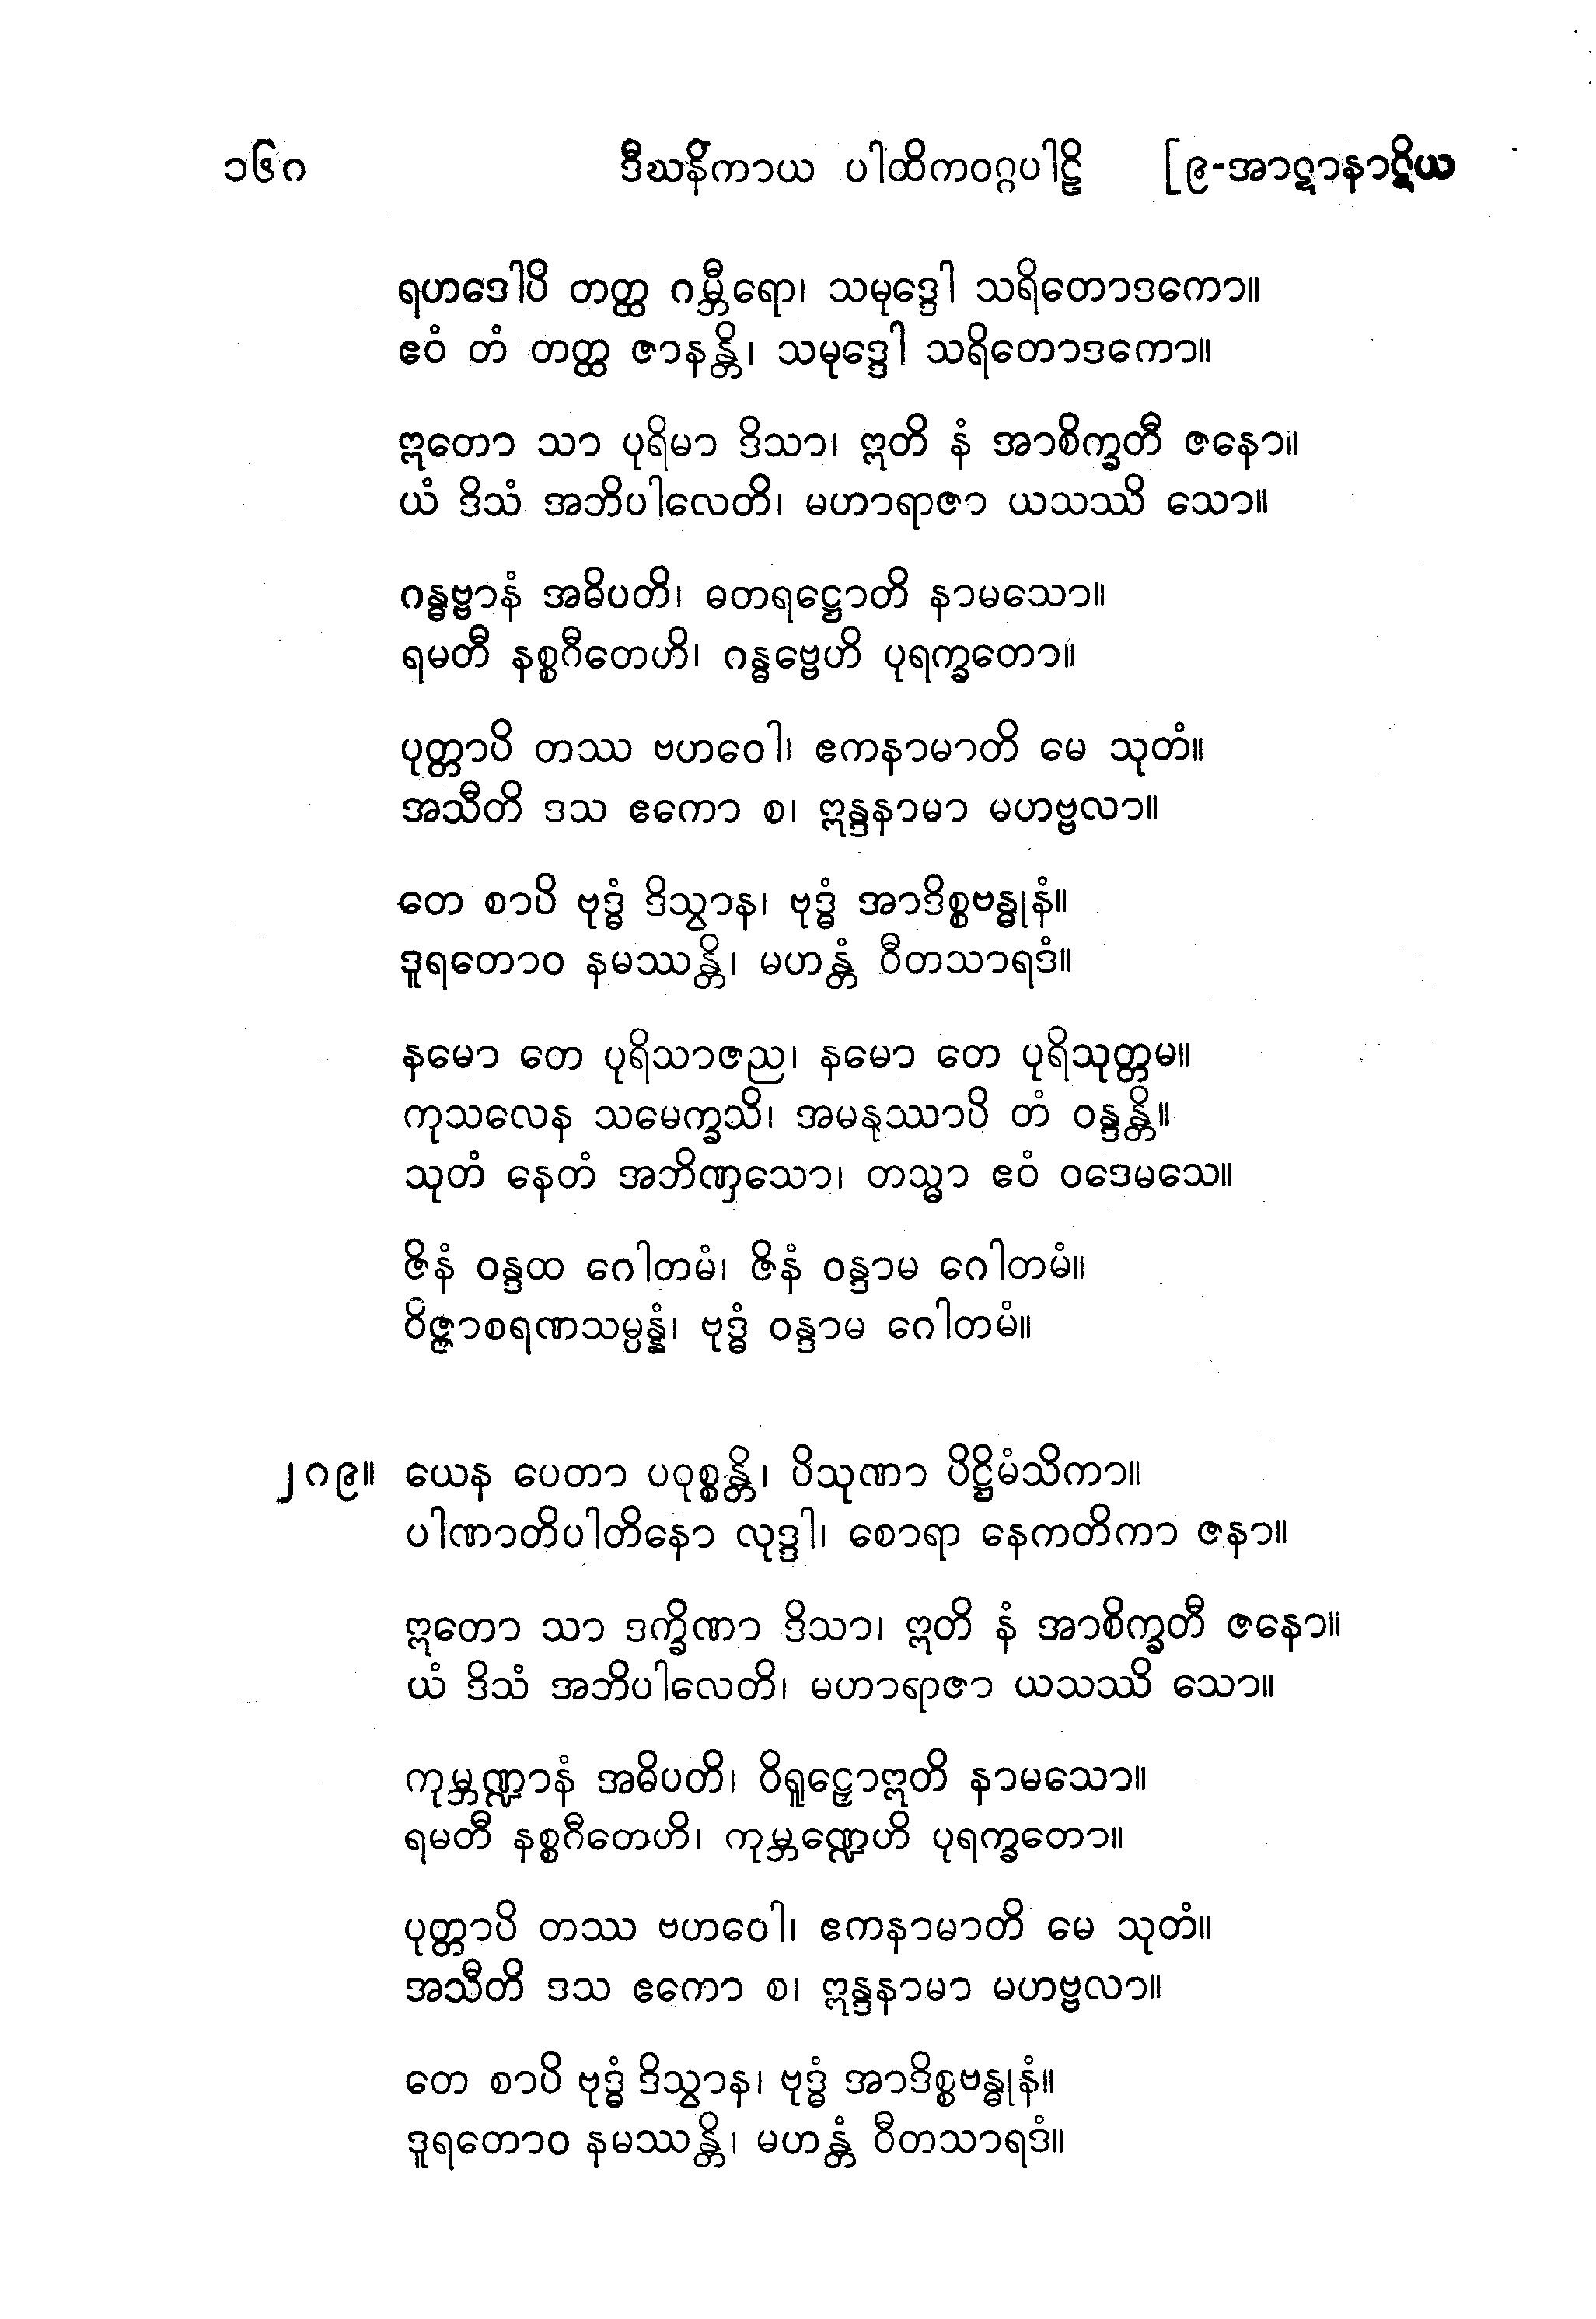 ၁၆ဂ ဒီဃနိကာယ ပါထိကဝဂ္ဂပါဠိ [၉-အာဋာနာဋိယ
ရဟဒေါပိ တတ္ထ ဂမ္ဘီရော၊ သမုဒ္ဒေါ သရိတောဒကော။
ဧဝံ တံ တတ္ထ ဇာနန္တိ၊ သမုဒ္ဒေါ သရိတောဒကော။
ဣတော သာ ပုရိမာ ဒိသာ၊ ဣတိ နံ အာစိက္ခတီ ဇနော။
ယံ ဒိသံ အဘိပါလေတိ၊ မဟာရာဇာ ယသဿိ သော။
ဂန္ဓဗ္ဗာနံ အဓိပတိ၊ ဓတရဋ္ဌောတိ နာမသော။
ရမတီ နစ္စဂီတေဟိ၊ ဂန္ဓဗ္ဗေဟိ ပုရက္ခတော။
ပုတ္တာပိ တဿ ဗဟဝေါ၊ ဧကနာမာတိ မေ သုတံ။
အသီတိ ဒသ ဧကော စ၊ ဣန္ဒနာမာ မဟဗ္ဗလာ။
တေ စာပိ ဗုဒ္ဓံ ဒိသွာန၊ ဗုဒ္ဓံ အာဒိစ္စဗန္ဓုနံ။
ဒူရတောဝ နမဿန္တိ၊ မဟန္တံ ဝီတသာရဒံ။
နမော တေ ပုရိသာဇည၊ နမော တေ ပုရိသုတ္တမ။
ကုသလေန သမေက္ခသိ၊ အမနုဿာပိ တံ ဝန္ဒန္တိ။
သုတံ နေတံ အဘိဏှသော၊ တသ္မာ ဧဝံ ဝဒေမသေ။
ဇိနံ ဝန္ဒထ ဂေါတမံ၊ ဇိနံ ဝန္ဒာမ ဂေါတမံ။
ဝိဇ္ဇာစရဏသမ္ပန္နံ၊ ဗုဒ္ဓံ ဝန္ဒာမ ဂေါတမံ။
၂ဂ၉။ ယေန ပေတာ ပဝုစ္စန္တိ၊ ပိသုဏာ ပိဋ္ဌိမံသိကာ။
ပါဏာတိပါတိနော လုဒ္ဒါ၊ စောရာ နေကတိကာ ဇနာ။
ဣတော သာ ဒက္ခိဏာ ဒိသာ၊ ဣတိ နံ အာစိက္ခတီ ဇနော။
ယံ ဒိသံ အဘိပါလေတိ၊ မဟာရာဇာ ယသဿိ သော။
ကုမ္ဘဏ္ဍာနံ အဓိပတိ၊ ဝိရူဠှောဣတိ နာမသော။
ရမတီ နစ္စဂီတေဟိ၊ ကုမ္ဘဏ္ဍေဟိ ပုရက္ခတော။
ပုတ္တာပိ တဿ ဗဟဝေါ၊ ဧကနာမာတိ မေ သုတံ။
အသီတိ ဒသ ဧကော စ၊ ဣန္ဒနာမာ မဟဗ္ဗလာ။
တေ စာပိ ဗုဒ္ဓံ ဒိသွာန၊ ဗုဒ္ဓံ အာဒိစ္စဗန္ဓုနံ။
ဒူရတောဝ နမဿန္တိ၊ မဟန္တံ ဝီတသာရဒံ။